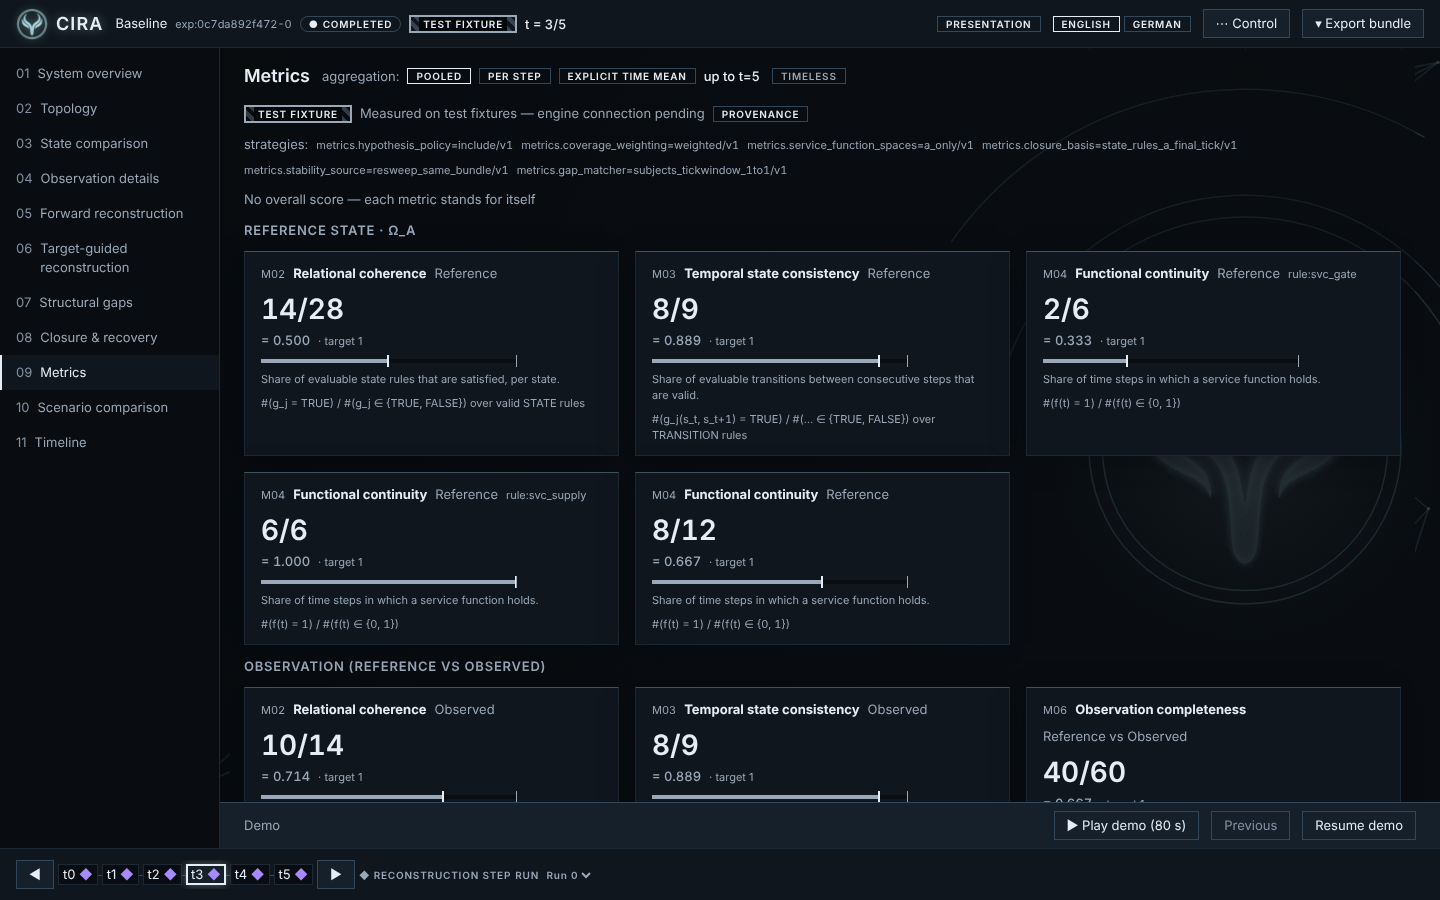 CIRA Baseline exp:0c7da892f472-0 ● COMPLETED TEST FIXTURE t = 3/5 PRESENTATION ENGLISH GERMAN ··· Control ▾ Export bundle
01 System overview
02 Topology
03 State comparison
04 Observation details
05 Forward reconstruction
06 Target-guided
reconstruction
07 Structural gaps
08 Closure & recovery
09 Metrics
10 Scenario comparison
11 Timeline
Metrics aggregation: POOLED PER STEP EXPLICIT TIME MEAN up to t=5 TIMELESS
TEST FIXTURE Measured on test fixtures — engine connection pending PROVENANCE
strategies: metrics.hypothesis_policy=include/v1 metrics.coverage_weighting=weighted/v1 metrics.service_function_spaces=a_only/v1 metrics.closure_basis=state_rules_a_final_tick/v1
metrics.stability_source=resweep_same_bundle/v1 metrics.gap_matcher=subjects_tickwindow_1to1/v1
No overall score — each metric stands for itself
REFERENCE STATE · Ω_A
M02 Relational coherence Reference
14/28
= 0.500 · target 1
Share of evaluable state rules that are satisfied, per state.
#(g_j = TRUE) / #(g_j ∈ {TRUE, FALSE}) over valid STATE rules
M03 Temporal state consistency Reference
8/9
= 0.889 · target 1
Share of evaluable transitions between consecutive steps that
are valid.
#(g_j(s_t, s_t+1) = TRUE) / #(... ∈ {TRUE, FALSE}) over
TRANSITION rules
M04 Functional continuity Reference rule:svc_gate
2/6
= 0.333 · target 1
Share of time steps in which a service function holds.
#(f(t) = 1) / #(f(t) ∈ {0, 1})
M04 Functional continuity Reference rule:svc_supply
6/6
= 1.000 · target 1
Share of time steps in which a service function holds.
#(f(t) = 1) / #(f(t) ∈ {0, 1})
M04 Functional continuity Reference
8/12
= 0.667 · target 1
Share of time steps in which a service function holds.
#(f(t) = 1) / #(f(t) ∈ {0, 1})
OBSERVATION (REFERENCE VS OBSERVED)
M02 Relational coherence Observed
10/14
= 0.714 · target 1
M03 Temporal state consistency Observed
8/9
= 0.889 · target 1
M06 Observation completeness
Reference vs Observed
40/60
Demo ▶ Play demo (80 s) Previous Resume demo
◀ t0 ◆ t1 ◆ t2 ◆ t3 ◆ t4 ◆ t5 ◆ ▶ ◆ RECONSTRUCTION STEP RUN Run 0